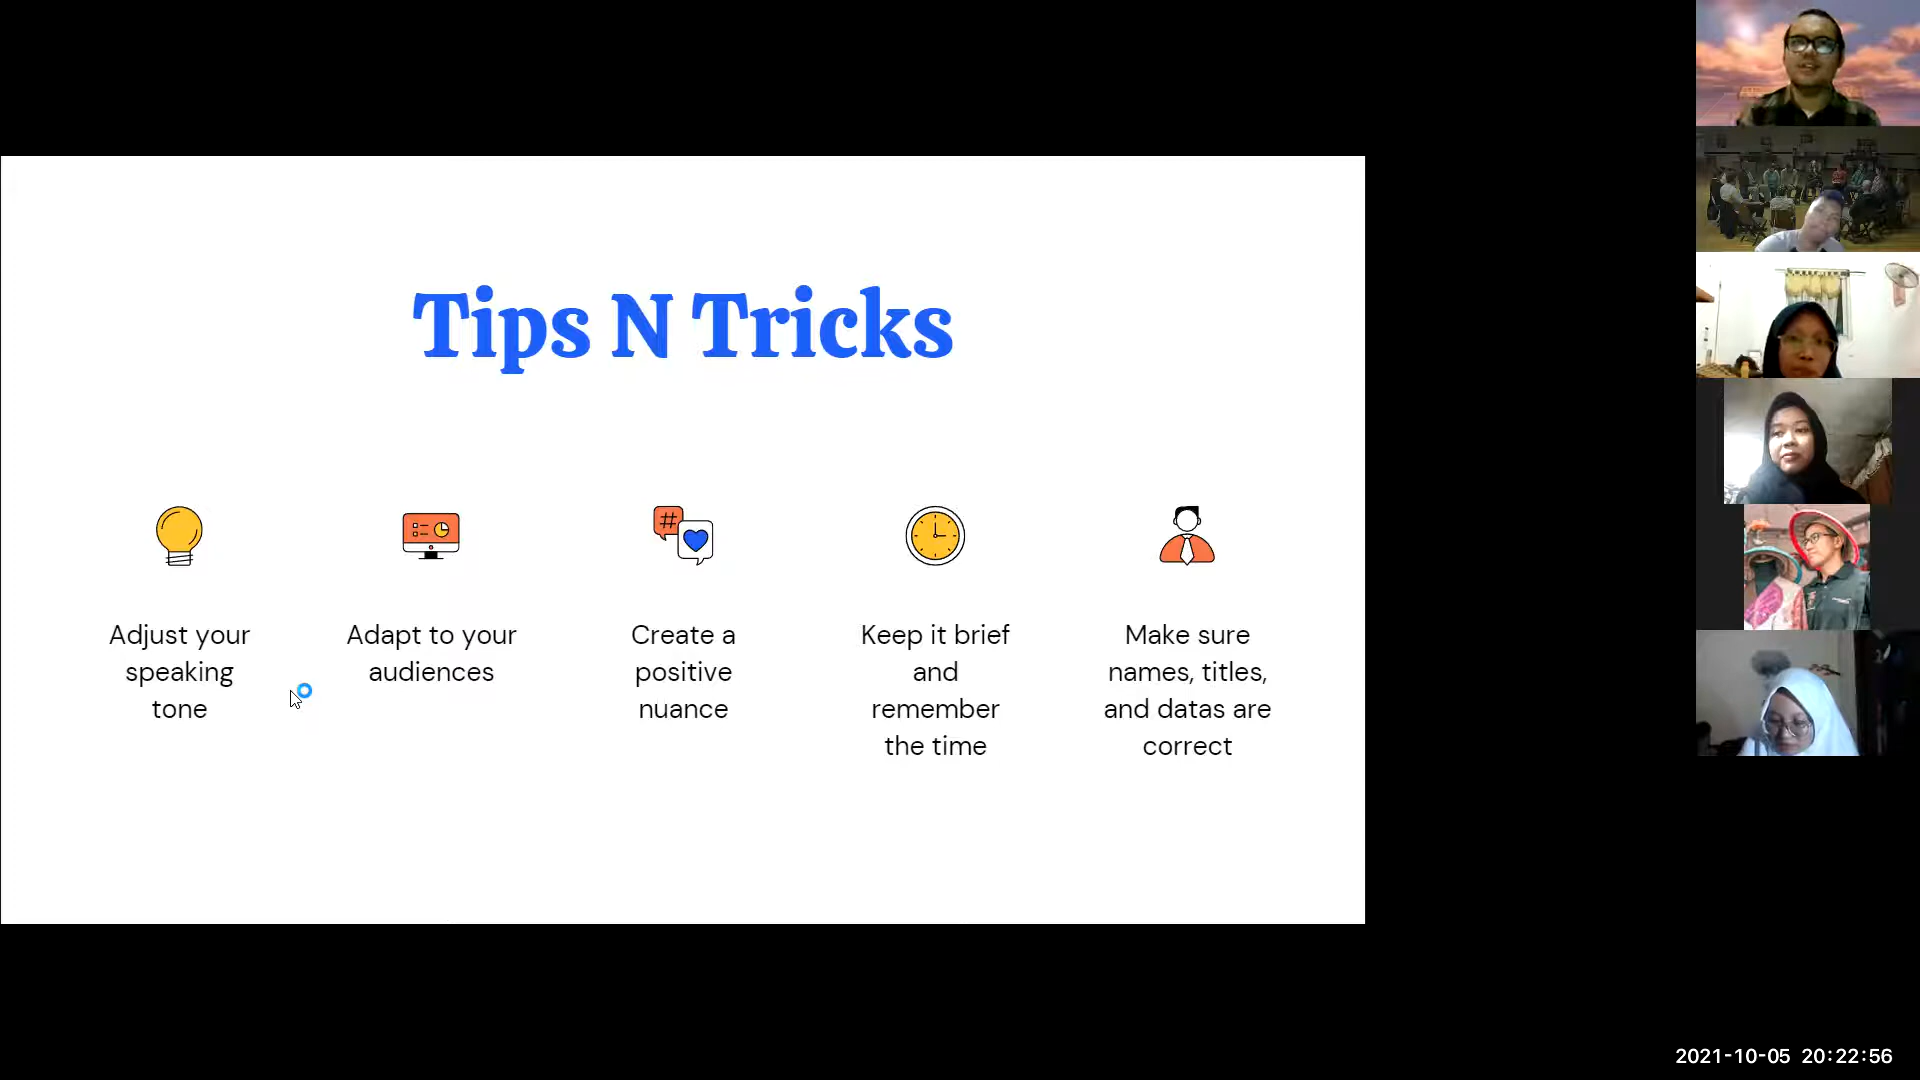 Tips N Tricks
Adjust your
speaking
tone
Adapt to your
audiences
Create a
positive
nuance
Keep it brief
and
remember
the time
Make sure
names, titles,
and datas are
correct
2021-10-05 20:22:56